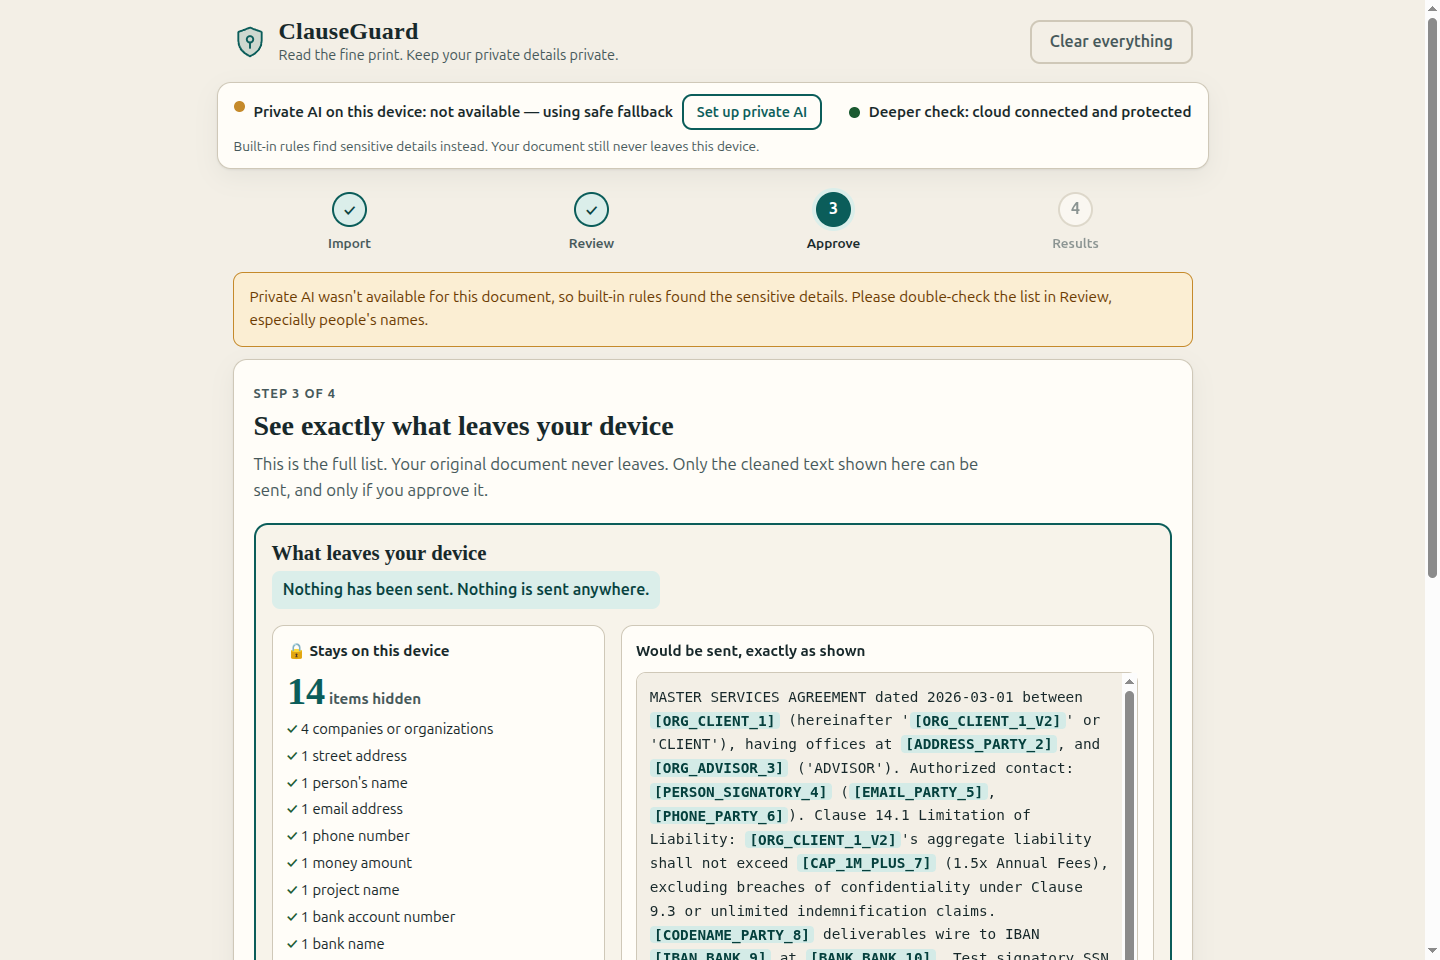 ClauseGuard
Read the fine print. Keep your private details private.
Clear everything
Private AI on this device: not available — using safe fallback
Set up private AI
Deeper check: cloud connected and protected
Built-in rules find sensitive details instead. Your document still never leaves this device.
3
4
Import
Review
Approve
Results
Private AI wasn't available for this document, so built-in rules found the sensitive details. Please double-check the list in Review,
especially people's names.
STEP 3 OF 4
See exactly what leaves your device
This is the full list. Your original document never leaves. Only the cleaned text shown here can be
sent, and only if you approve it.
What leaves your device
Nothing has been sent. Nothing is sent anywhere.
🔒 Stays on this device
14 items hidden
✓ 4 companies or organizations
✓ 1 street address
✓ 1 person's name
✓ 1 email address
✓ 1 phone number
✓ 1 money amount
✓ 1 project name
✓ 1 bank account number
✓ 1 bank name
Would be sent, exactly as shown
MASTER SERVICES AGREEMENT dated 2026-03-01 between
[ORG_CLIENT_1] (hereinafter '[ORG_CLIENT_1_V2]' or
'CLIENT'), having offices at [ADDRESS_PARTY_2], and
[ORG_ADVISOR_3] ('ADVISOR'). Authorized contact:
[PERSON_SIGNATORY_4] ([EMAIL_PARTY_5],
[PHONE_PARTY_6]). Clause 14.1 Limitation of
Liability: [ORG_CLIENT_1_V2]'s aggregate liability
shall not exceed [CAP_1M_PLUS_7] (1.5x Annual Fees),
excluding breaches of confidentiality under Clause
9.3 or unlimited indemnification claims.
[CODENAME_PARTY_8] deliverables wire to IBAN
[IBAN_BANK_9] at [BANK_BANK_10]. Test signatory SSN